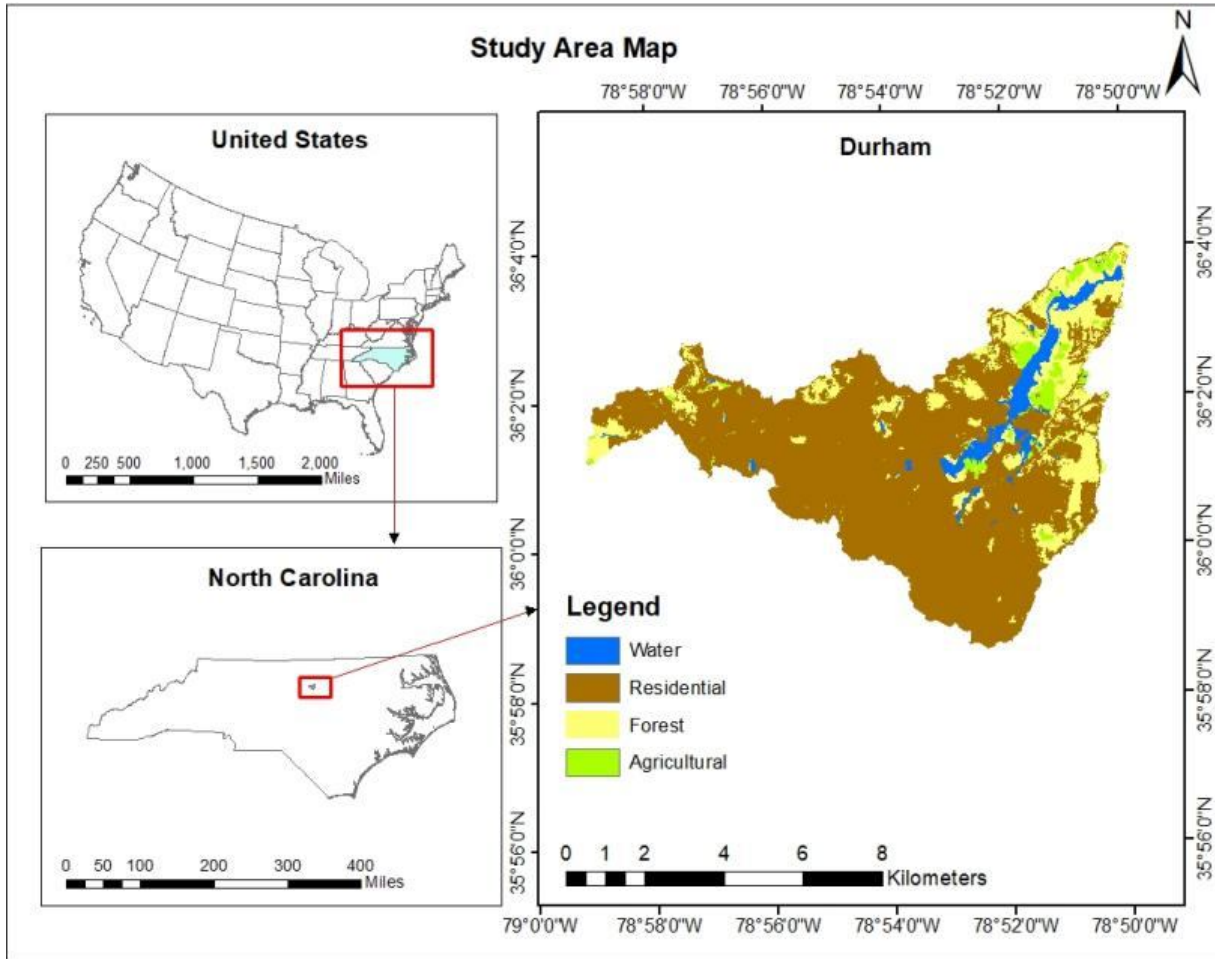 Study Area Map
N
United States
0 250 500 1,000 1,500 2,000
Miles
North Carolina
0 50 100 200 300 400
Miles
78°58'0"W 78°56'0"W 78°54'0"W 78°52'0"W 78°50'0"W
Durham
36°4'0"N
36°2'0"N
36°0'0"N
35°58'0"N
35°56'0"N
36°4'0"N
36°2'0"N
36°0'0"N
35°58'0"N
35°56'0"N
Legend
Water
Residential
Forest
Agricultural
0 1 2 4 6 8
Kilometers
79°0'0"W 78°58'0"W 78°56'0"W 78°54'0"W 78°52'0"W 78°50'0"W